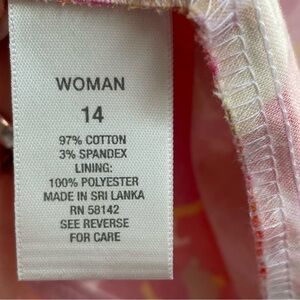 WOMAN
14
97% COTTON
3% SPANDEX
LINING:
100% POLYESTER
MADE IN SRI LANKA
RN 58142
SEE REVERSE
FOR CARE